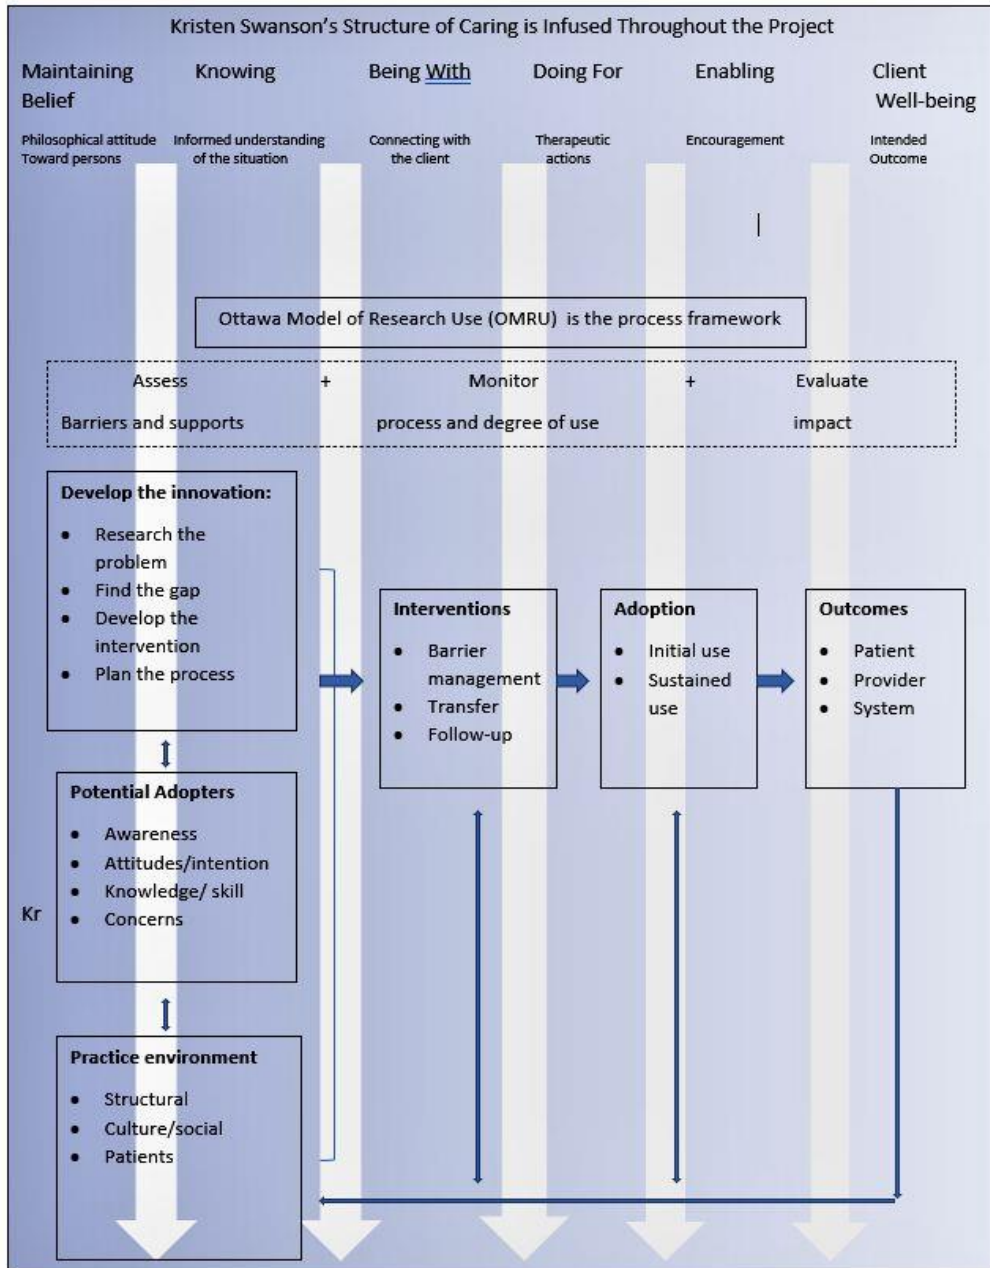 Kristen Swanson's Structure of Caring is Infused Throughout the Project
Maintaining Belief
Knowing
Being With
Doing For
Enabling
Client Well-being
Philosophical attitude
Toward persons
Informed understanding
of the situation
Connecting with
the client
Therapeutic
actions
Encouragement
Intended
Outcome
Ottawa Model of Research Use (OMRU) is the process framework
Assess + Monitor + Evaluate
Barriers and supports process and degree of use impact
Develop the innovation:
● Research the
problem
● Find the gap
● Develop the
intervention
● Plan the process
Interventions
● Barrier
management
● Transfer
● Follow-up
Adoption
● Initial use
● Sustained
use
Outcomes
● Patient
● Provider
● System
Potential Adopters
● Awareness
● Attitudes/intention
● Knowledge/ skill
● Concerns
Kr
Practice environment
● Structural
● Culture/social
● Patients